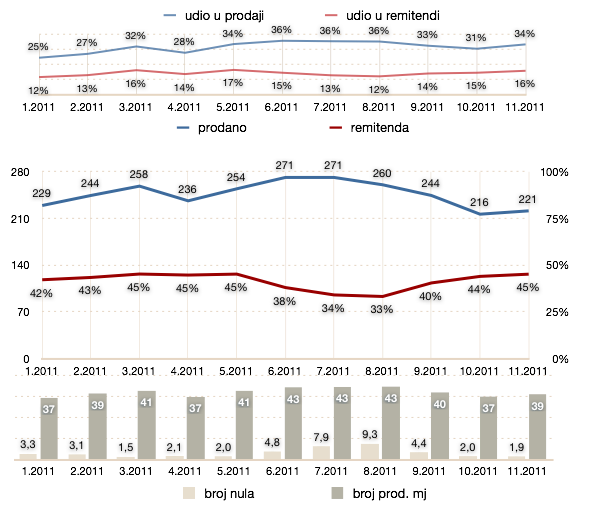 udio u prodaji udio u remitendi
25% 27% 32% 28% 34% 36% 36% 36% 33% 31% 34%
12% 13% 16% 14% 17% 15% 13% 12% 14% 15% 16%
1.2011 2.2011 3.2011 4.2011 5.2011 6.2011 7.2011 8.2011 9.2011 10.2011 11.2011
prodano remitenda
280 100%
229 244 258 236 254 271 271 260 244 216 221
210 75%
140 50%
42% 43% 45% 45% 45% 38% 34% 33% 40% 44% 45%
70 25%
0 0%
1.2011 2.2011 3.2011 4.2011 5.2011 6.2011 7.2011 8.2011 9.2011 10.2011 11.2011
37 39 41 37 41 43 43 43 40 37 39
3,3 3,1 1,5 2,1 2,0 4,8 7,9 9,3 4,4 2,0 1,9
1.2011 2.2011 3.2011 4.2011 5.2011 6.2011 7.2011 8.2011 9.2011 10.2011 11.2011
broj nula broj prod. mj